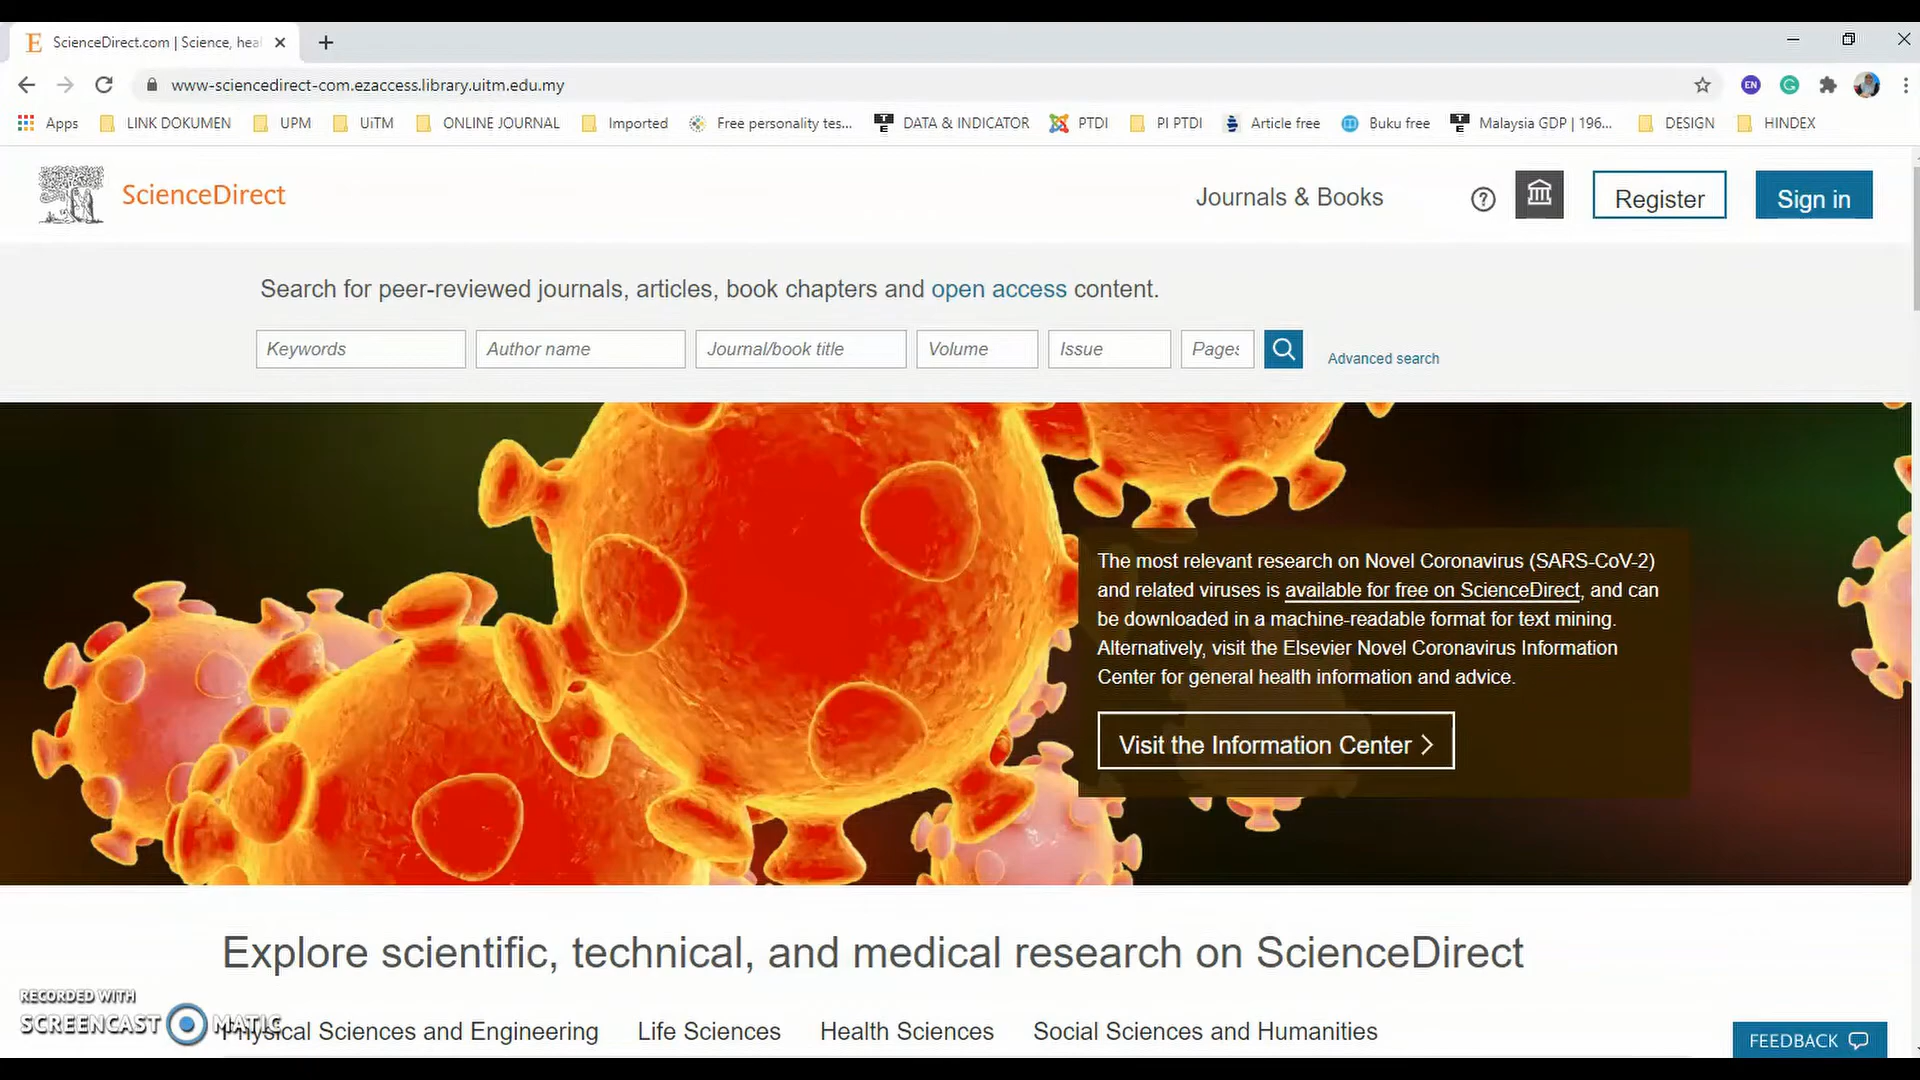 ScienceDirect.com | Science, heal
www-sciencedirect-com.ezaccess.library.uitm.edu.my
EN
Apps LINK DOKUMEN UPM UiTM ONLINE JOURNAL Imported Free personality tes... DATA & INDICATOR PTDI PI PTDI Article free Buku free Malaysia GDP | 196... DESIGN HINDEX
ScienceDirect
Journals & Books ? Register Sign in
Search for peer-reviewed journals, articles, book chapters and open access content.
Keywords Author name Journal/book title Volume Issue Pages Advanced search
The most relevant research on Novel Coronavirus (SARS-CoV-2)
and related viruses is available for free on ScienceDirect, and can
be downloaded in a machine-readable format for text mining.
Alternatively, visit the Elsevier Novel Coronavirus Information
Center for general health information and advice.
Visit the Information Center >
Explore scientific, technical, and medical research on ScienceDirect
Physical Sciences and Engineering Life Sciences Health Sciences Social Sciences and Humanities
RECORDED WITH
SCREENCAST MATIC
FEEDBACK